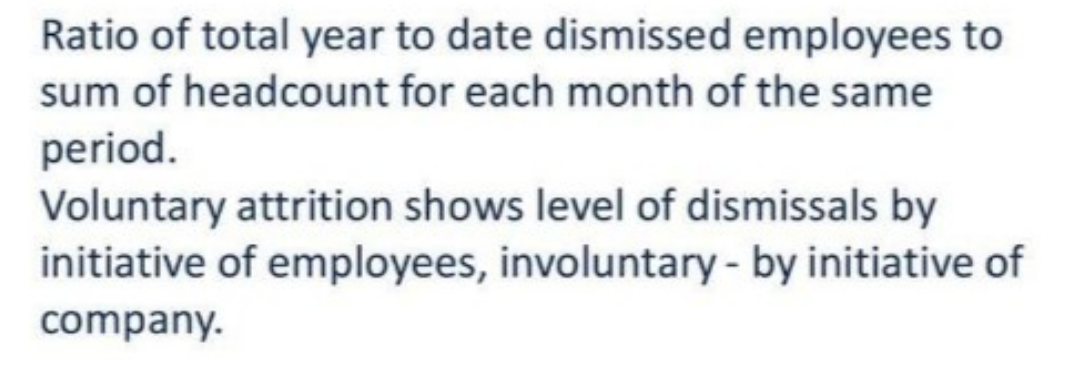 Ratio of total year to date dismissed employees to
sum of headcount for each month of the same
period.
Voluntary attrition shows level of dismissals by
initiative of employees, involuntary - by initiative of
company.